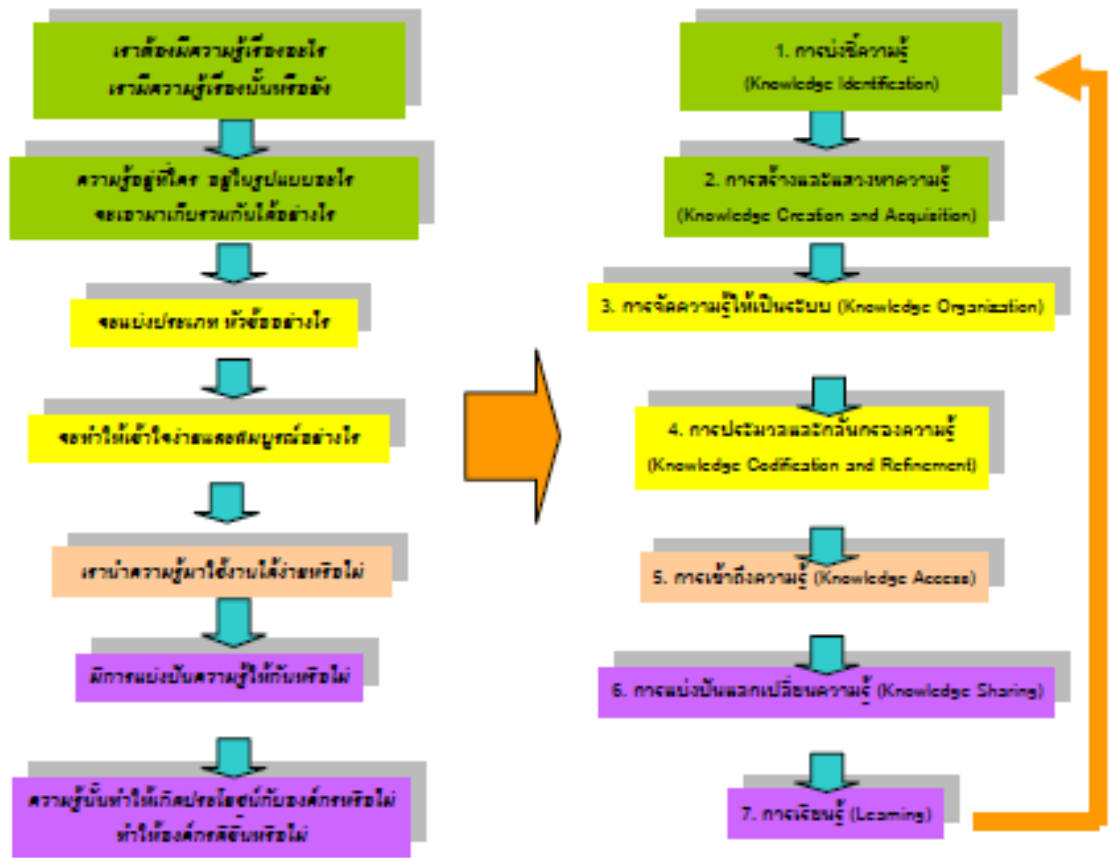 เราต้องมีความรู้เรื่องอะไร
เรามีความรู้เรื่องนั้นหรือยัง
ความรู้อยู่ที่ใคร อยู่ในรูปแบบอะไร
จะเอามาเก็บรวมกันได้อย่างไร
จะแบ่งประเภท หัวข้ออย่างไร
จะทำให้เข้าใจง่ายและสมบูรณ์อย่างไร
เรานำความรู้มาใช้งานได้ง่ายหรือไม่
มีการแบ่งปันความรู้ให้กันหรือไม่
ความรู้นั้นทำให้เกิดประโยชน์กับองค์กรหรือไม่
ทำให้องค์กรดีขึ้นหรือไม่
1. การบ่งชี้ความรู้
(Knowledge Identification)
2. การสร้างและแสวงหาความรู้
(Knowledge Creation and Acquisition)
3. การจัดความรู้ให้เป็นระบบ (Knowledge Organization)
4. การประมวลและกลั่นกรองความรู้
(Knowledge Codification and Refinement)
5. การเข้าถึงความรู้ (Knowledge Access)
6. การแบ่งปันแลกเปลี่ยนความรู้ (Knowledge Sharing)
7. การเรียนรู้ (Learning)